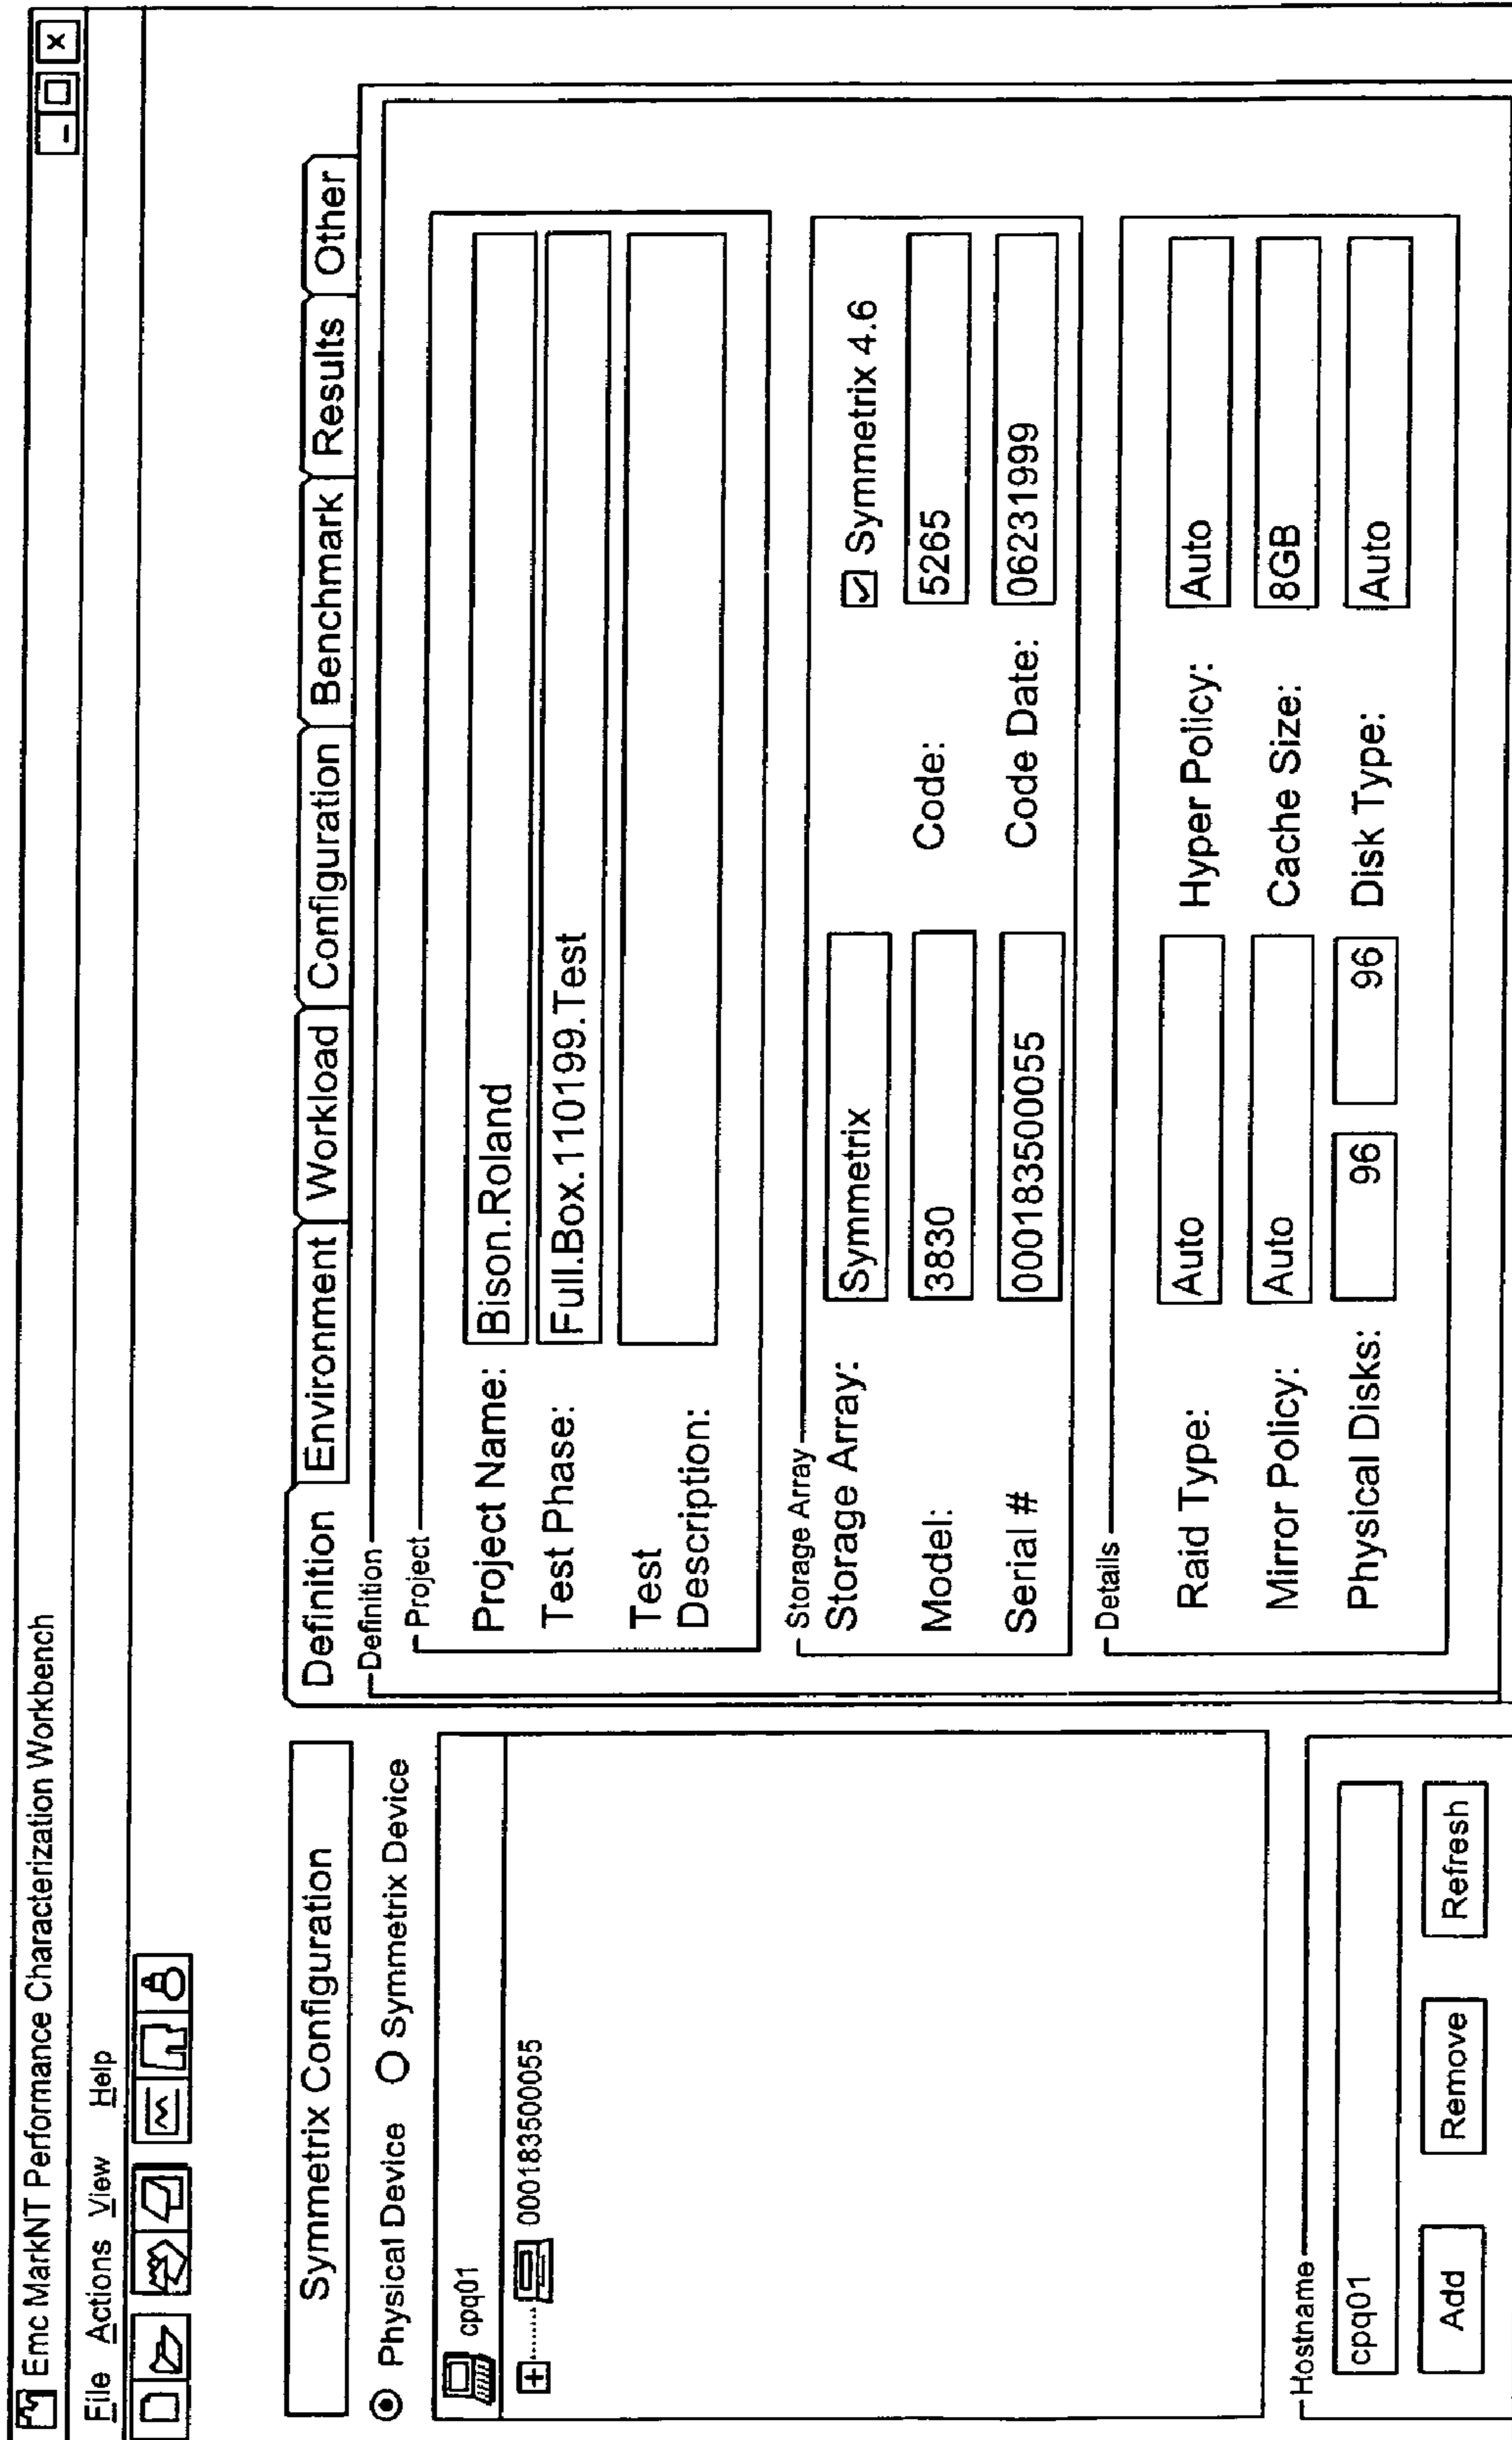 Emc MarkNT Performance Characterization Workbench
File Actions View Help
Symmetrix Configuration
Physical Device Symmetrix Device
cpq01
000183500055
Hostname
cpq01
Add Remove Refresh
Definition Environment Workload Configuration Benchmark Results Other
Definition
Project
Project Name: Bison.Roland
Test Phase: Full.Box.110199.Test
Test
Description:
Storage Array
Storage Array: Symmetrix Symmetrix 4.6
Model: 3830 Code: 5265
Serial # 000183500055 Code Date: 06231999
Details
Raid Type: Auto Hyper Policy: Auto
Mirror Policy: Auto Cache Size: 8GB
Physical Disks: 96 96 Disk Type: Auto